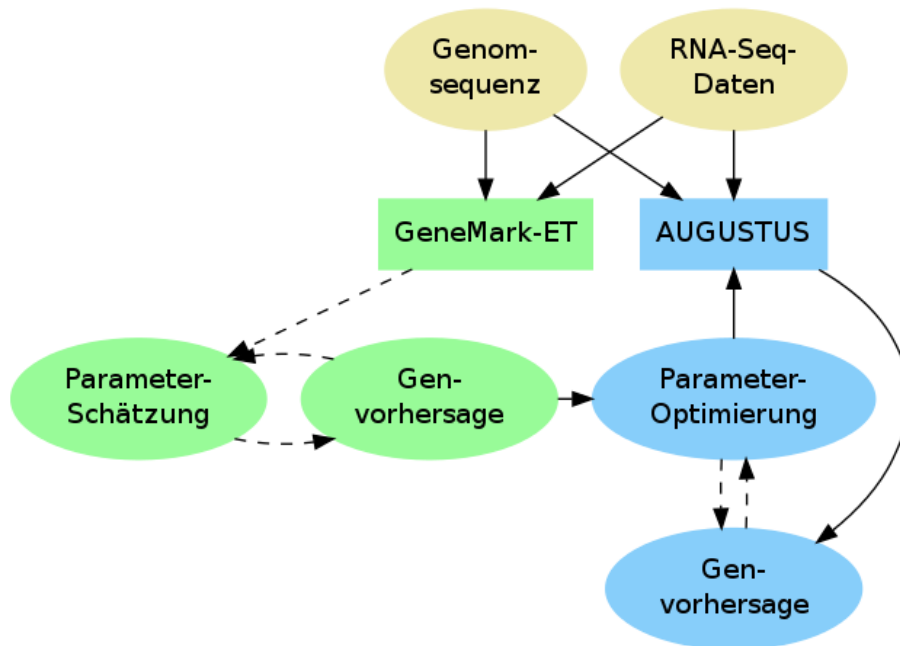 Genom-
sequenz
RNA-Seq-
Daten
GeneMark-ET
AUGUSTUS
Parameter-
Schätzung
Gen-
vorhersage
Parameter-
Optimierung
Gen-
vorhersage